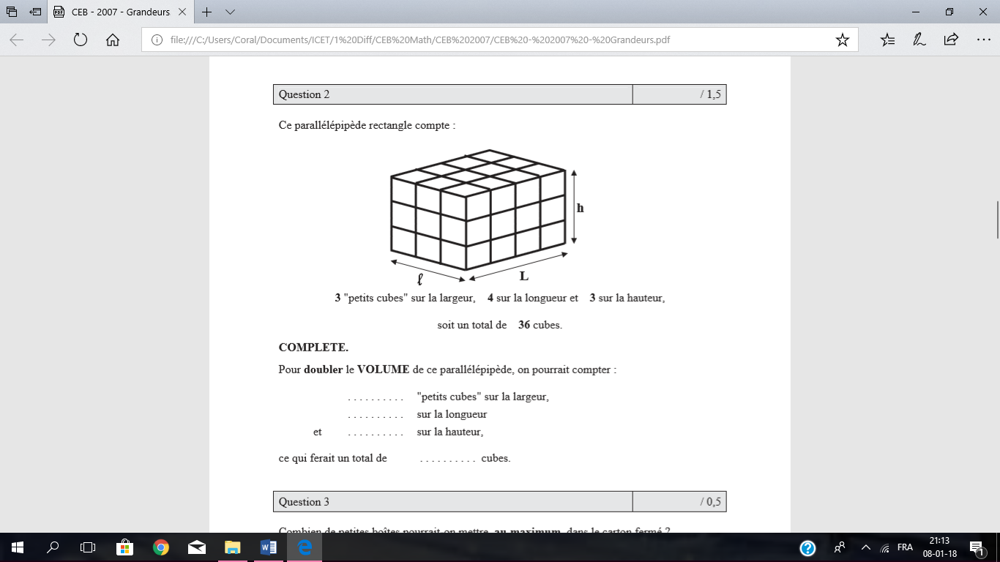 CEB - 2007 - Grandeurs
file:///C:/Users/Coral/Documents/ICET/1%20Diff/CEB%20Math/CEB%202007/CEB%20-%202007%20-%20Grandeurs.pdf
Question 2 / 1,5
Ce parallélépipède rectangle compte :
h
ℓ L
3 "petits cubes" sur la largeur, 4 sur la longueur et 3 sur la hauteur,
soit un total de 36 cubes.
COMPLETE.
Pour doubler le VOLUME de ce parallélépipède, on pourrait compter :
. . . . . . . . . . "petits cubes" sur la largeur,
. . . . . . . . . . sur la longueur
et . . . . . . . . . . sur la hauteur,
ce qui ferait un total de . . . . . . . . . . cubes.
Question 3 / 0,5
Combien de petites boîtes pourrait-on mettre, au maximum, dans le carton fermé ?
FRA
21:13
08-01-18
1